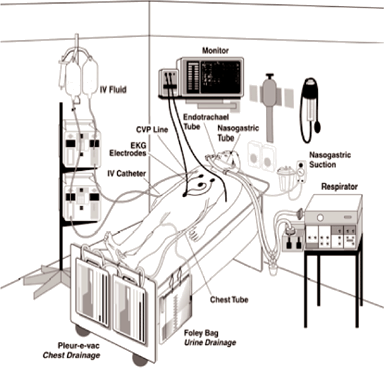 Monitor
IV Fluid
Endotrachael
Tube
Nasogastric
Tube
CVP Line
EKG
Electrodes
IV Catheter
Nasogastric
Suction
Respirator
Chest Tube
Foley Bag
Urine Drainage
Pleur-e-vac
Chest Drainage